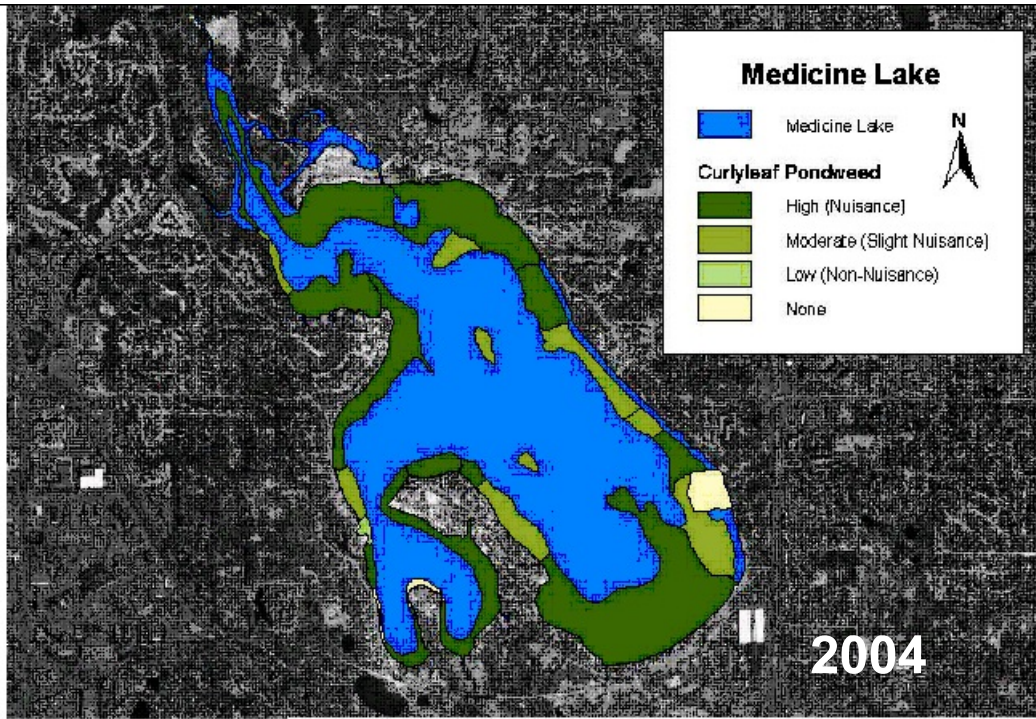 Medicine Lake
Medicine Lake
N
Curlyleaf Pondweed
High (Nuisance)
Moderate (Slight Nuisance)
Low (Non-Nuisance)
None
2004